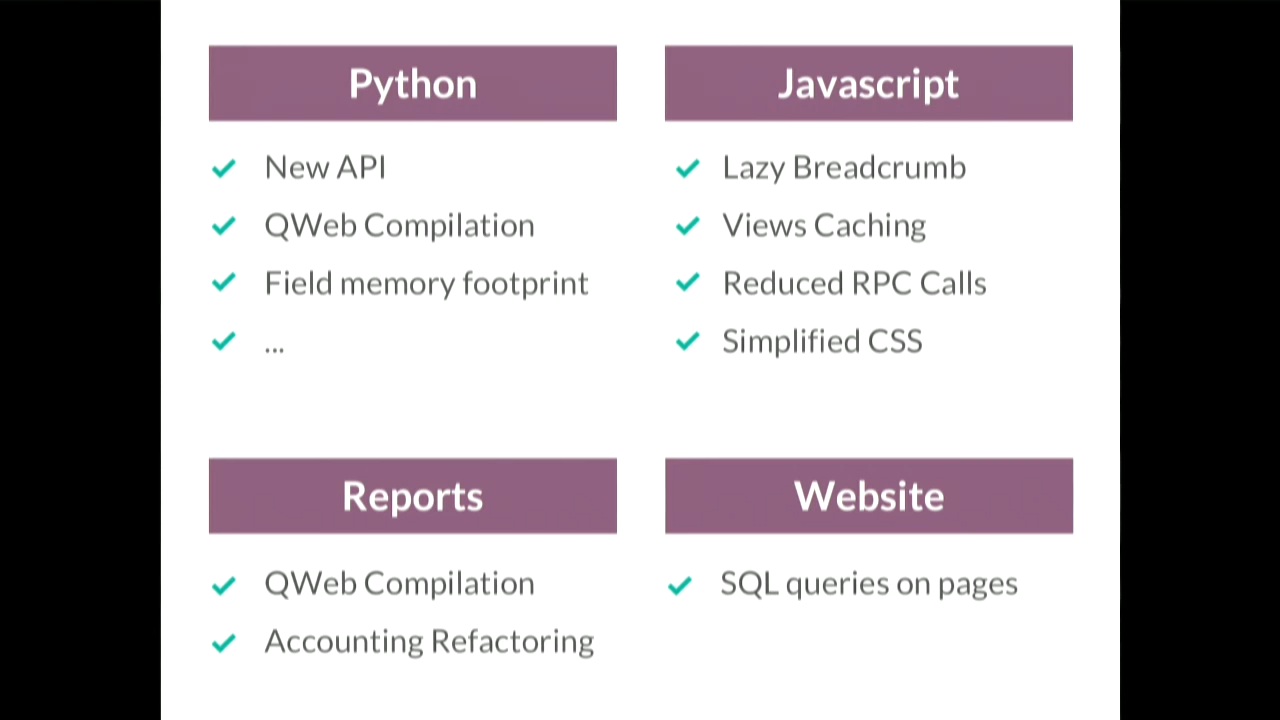 Python
New API
QWeb Compilation
Field memory footprint
...
Javascript
Lazy Breadcrumb
Views Caching
Reduced RPC Calls
Simplified CSS
Reports
QWeb Compilation
Accounting Refactoring
Website
SQL queries on pages